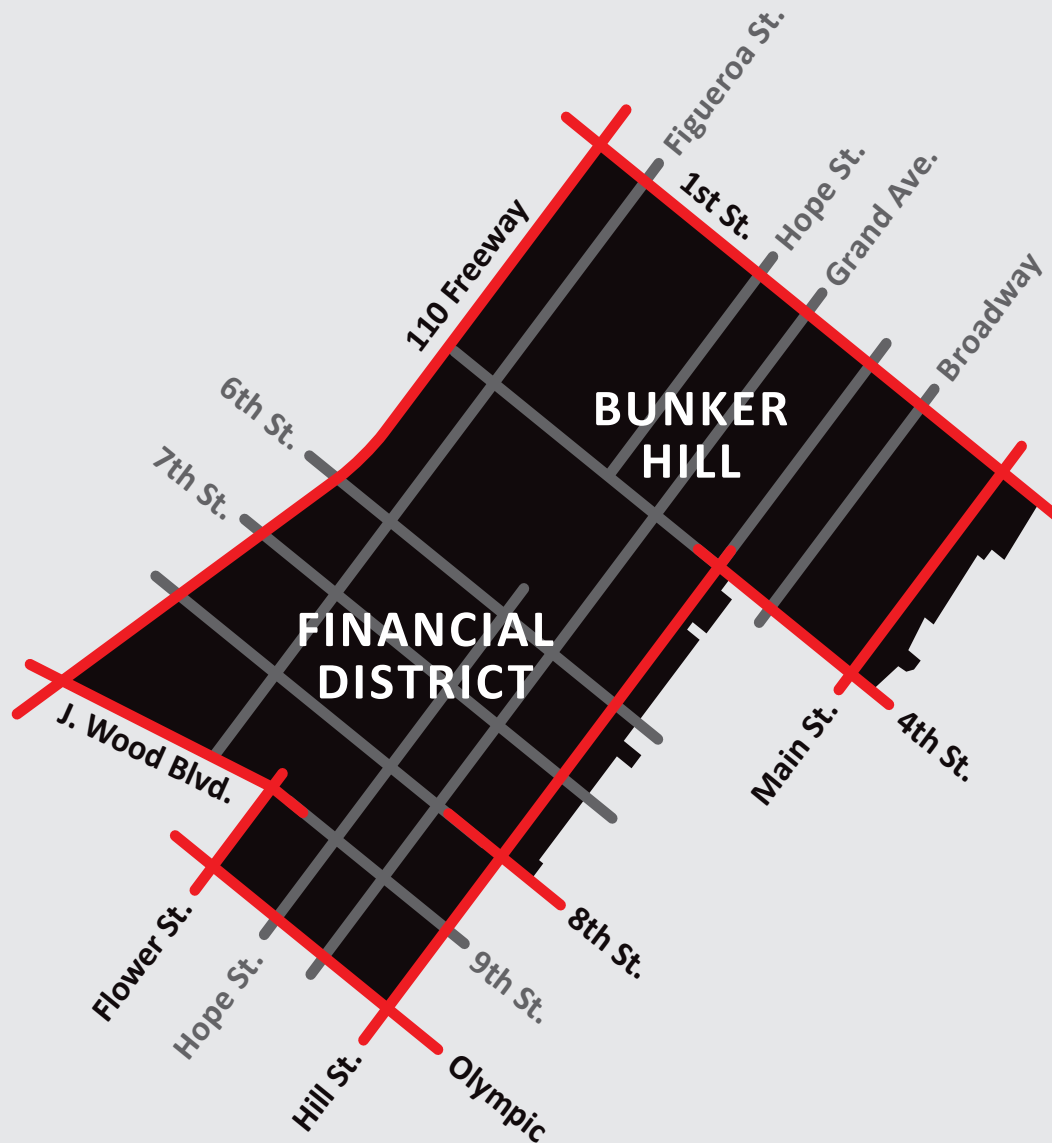 Figueroa St.
1st St.
Hope St.
Grand Ave.
Broadway
110 Freeway
6th St.
7th St.
BUNKER
HILL
FINANCIAL
DISTRICT
J. Wood Blvd.
Main St.
4th St.
Flower St.
Hope St.
8th St.
9th St.
Hill St.
Olympic